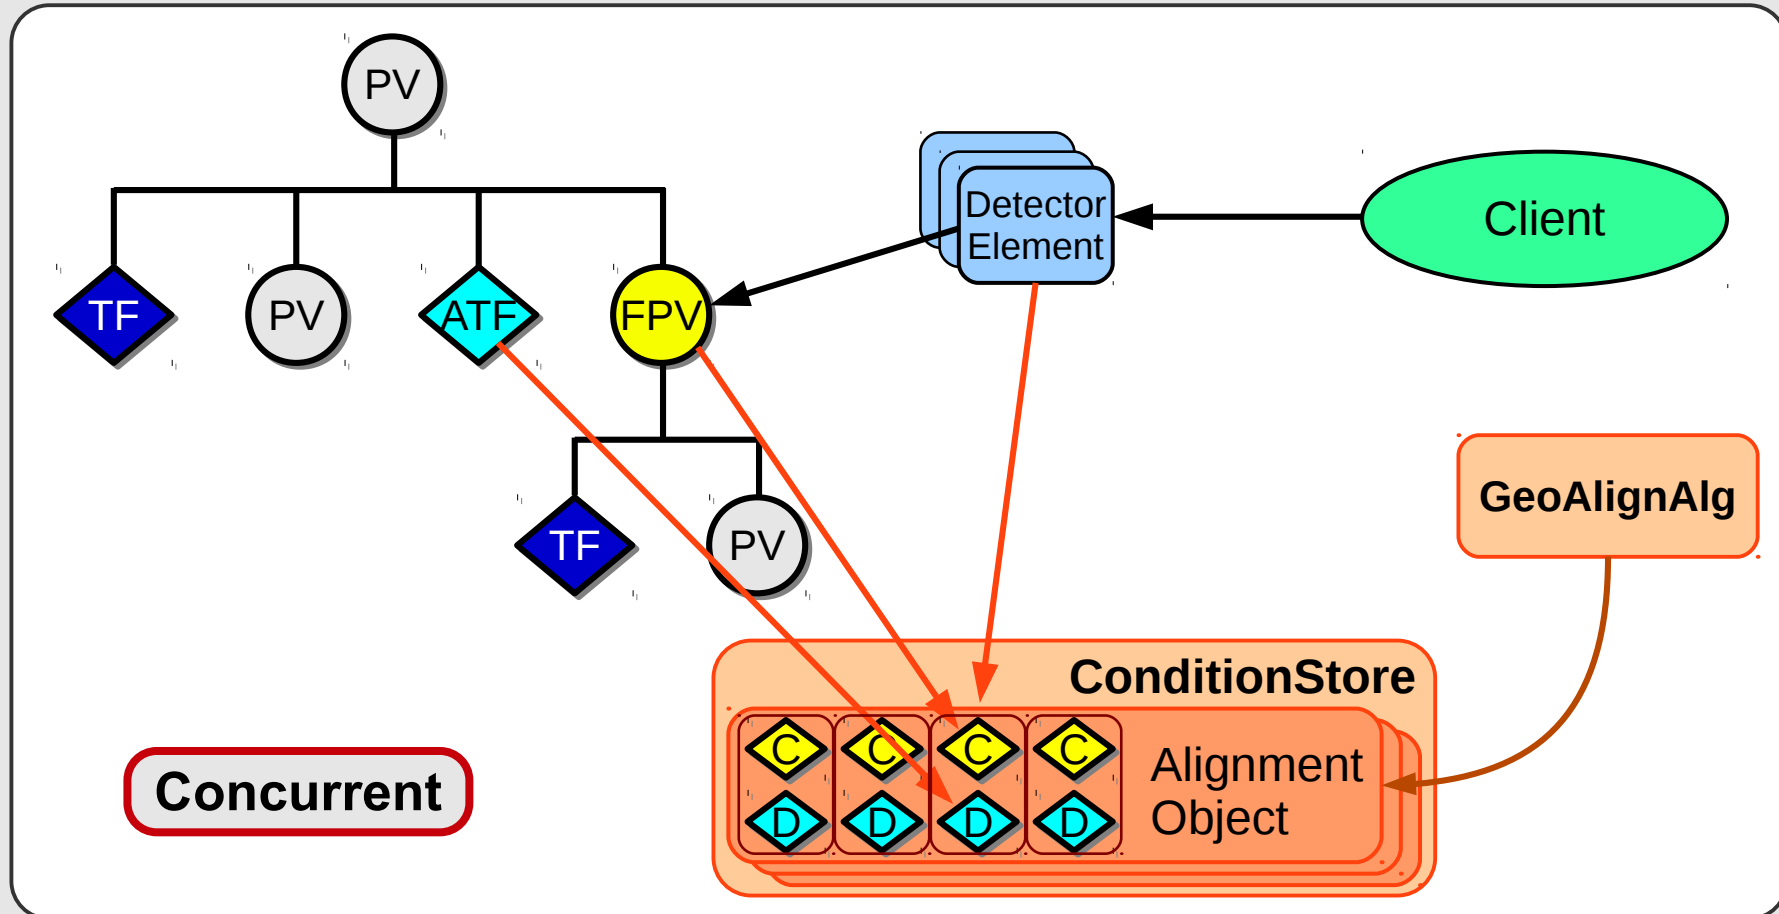 PV
Detector
Element
Client
TF
PV
ATF
FPV
GeoAlignAlg
TF
PV
ConditionStore
C C C C
Alignment
Object
D D D D
Concurrent